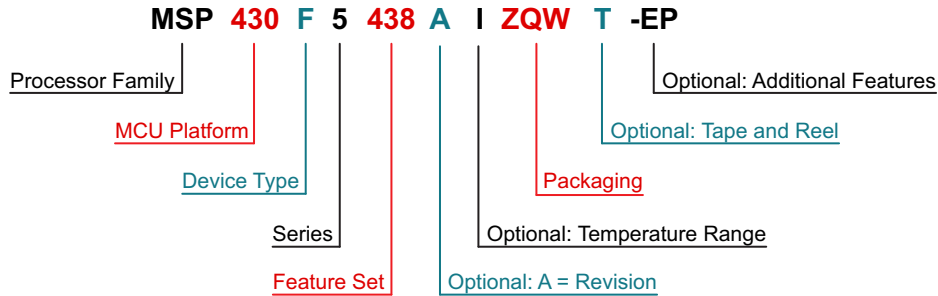 MSP 430 F 5 438 A I ZQW T -EP
Processor Family
Optional: Additional Features
MCU Platform
Optional: Tape and Reel
Device Type
Packaging
Series
Optional: Temperature Range
Feature Set
Optional: A = Revision